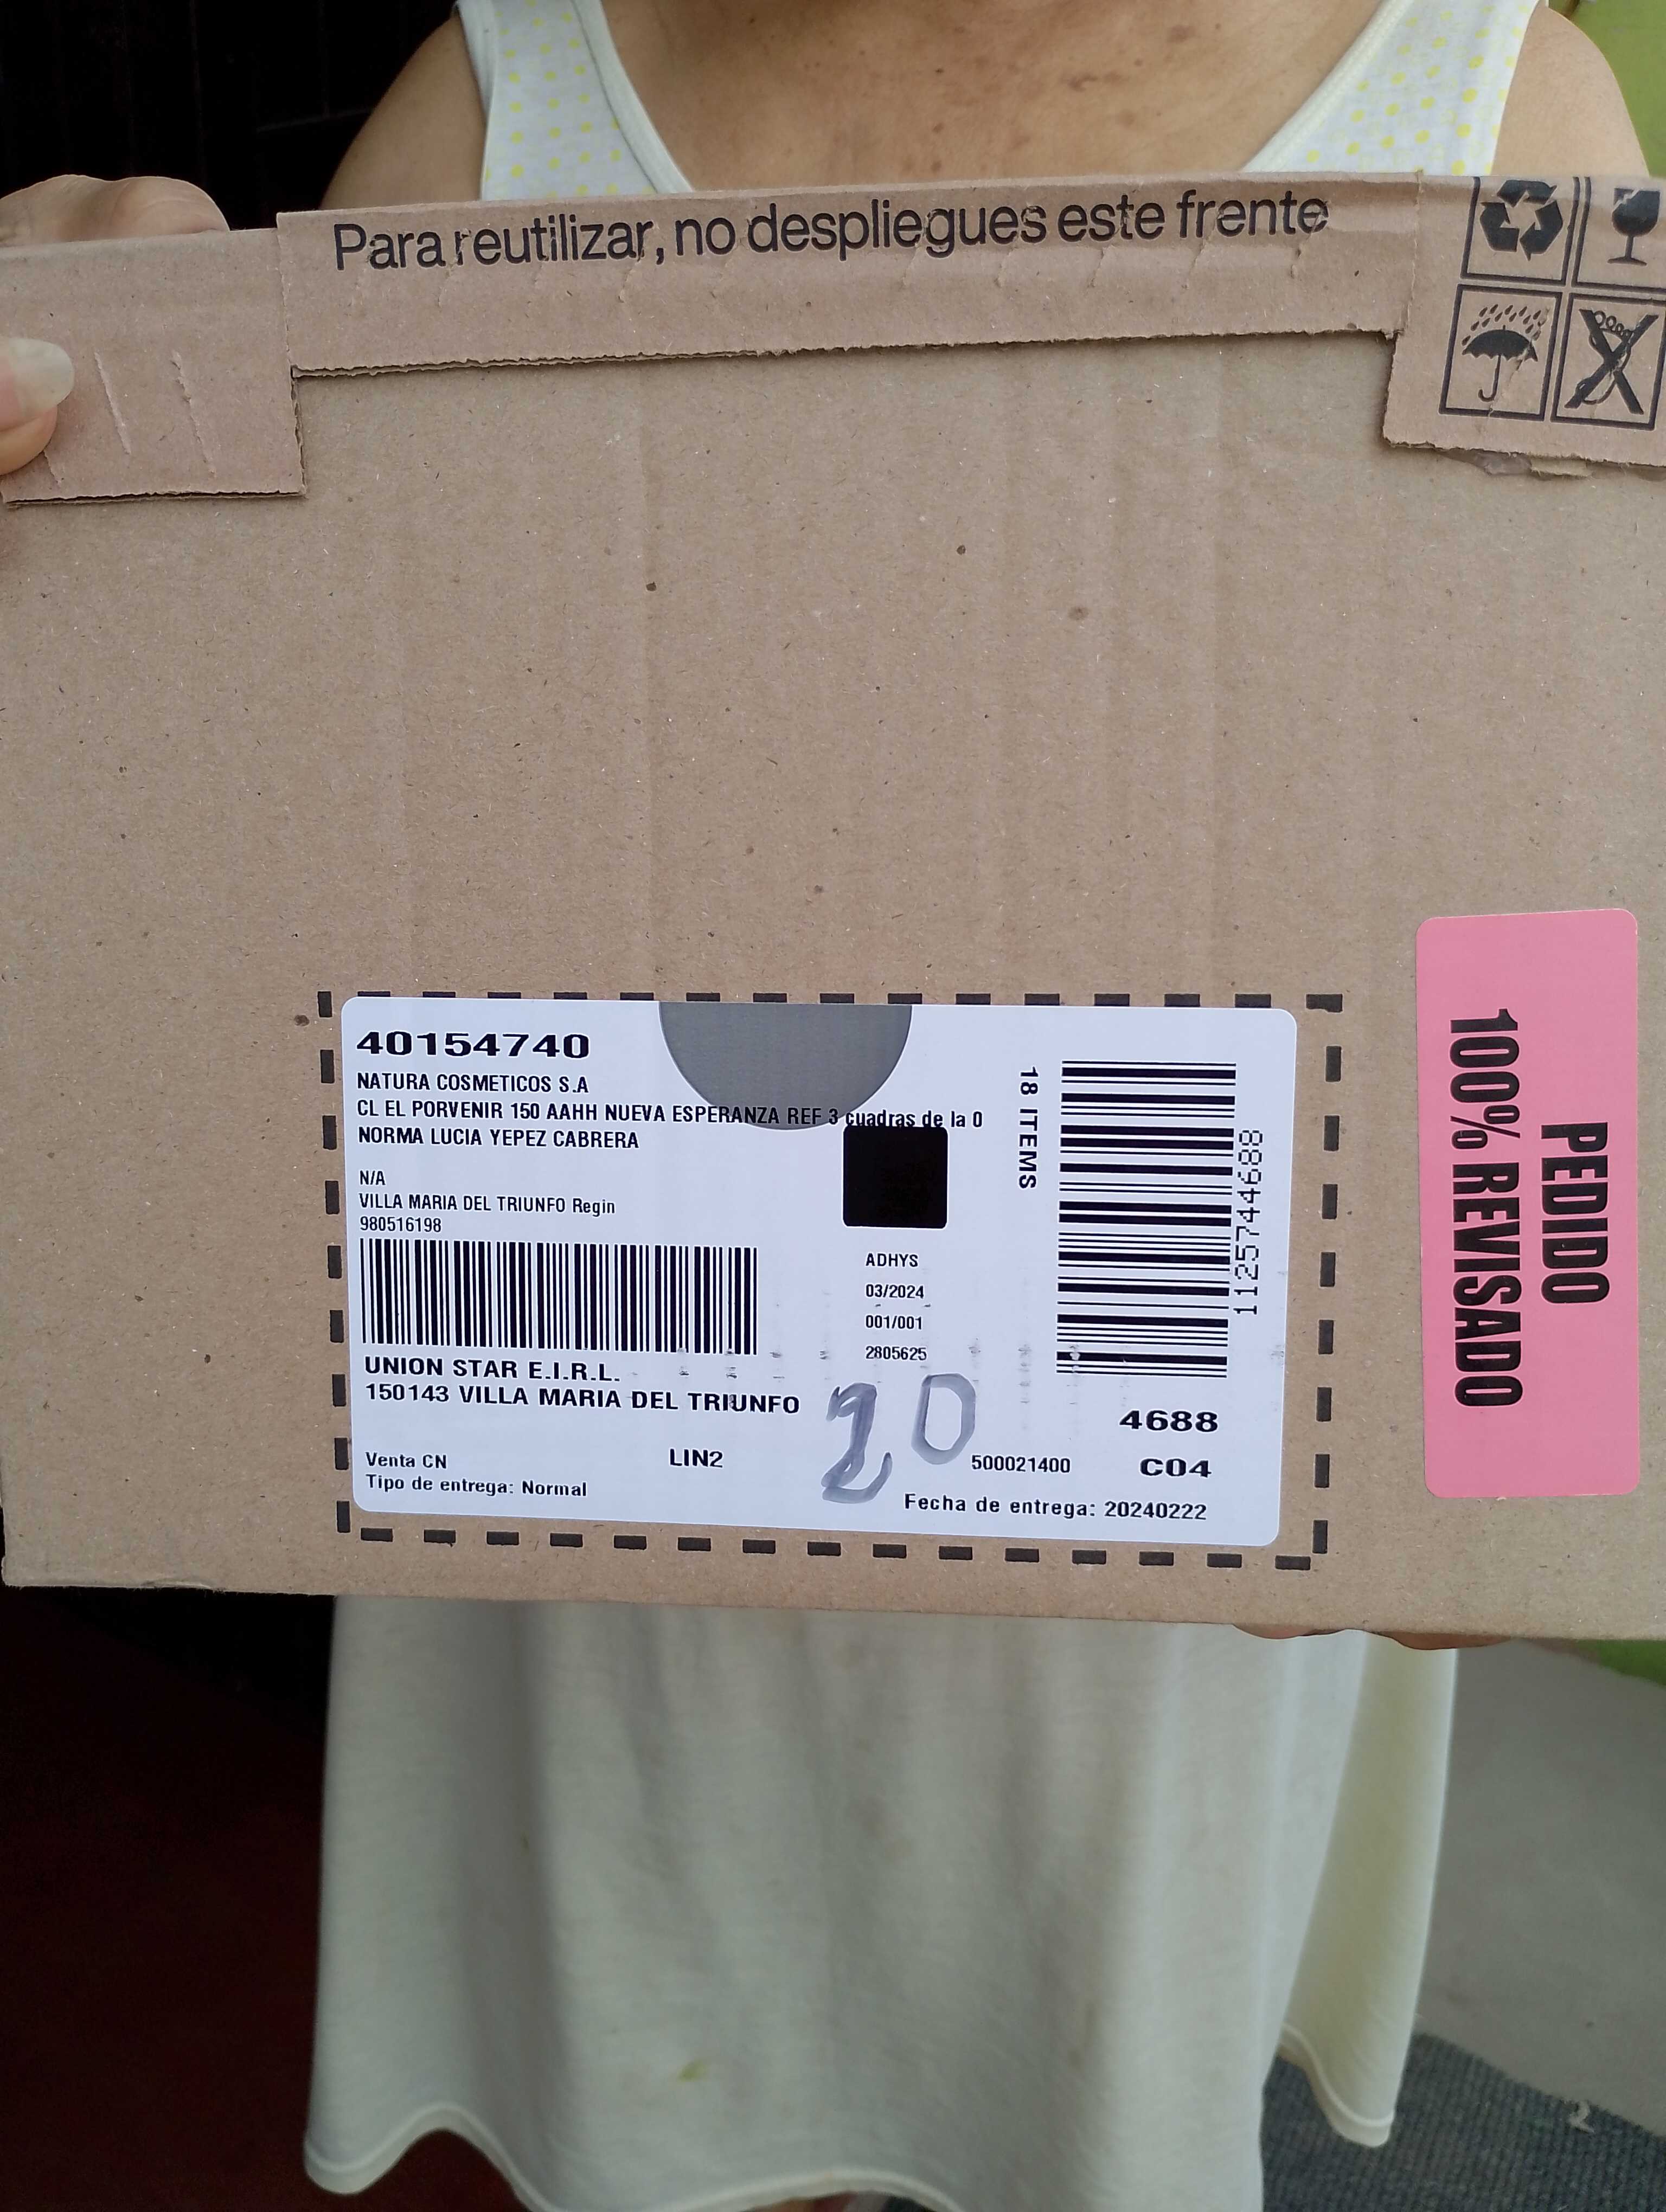 Para reutilizar, no despliegues este frente
40154740
NATURA COSMETICOS S.A
CL EL PORVENIR 150 AAHH NUEVA ESPERANZA REF 3 cuadras de la 0
NORMA LUCIA YEPEZ CABRERA
N/A
VILLA MARIA DEL TRIUNFO Regin
980516198
18 ITEMS
112574 4688
ADHYS
03/2024
001/001
2805625
UNION STAR E.I.R.L.
150143 VILLA MARIA DEL TRIUNFO
20
4688
Venta CN
LIN2
500021400
C04
Tipo de entrega: Normal
Fecha de entrega: 20240222
PEDIDO
100% REVISADO